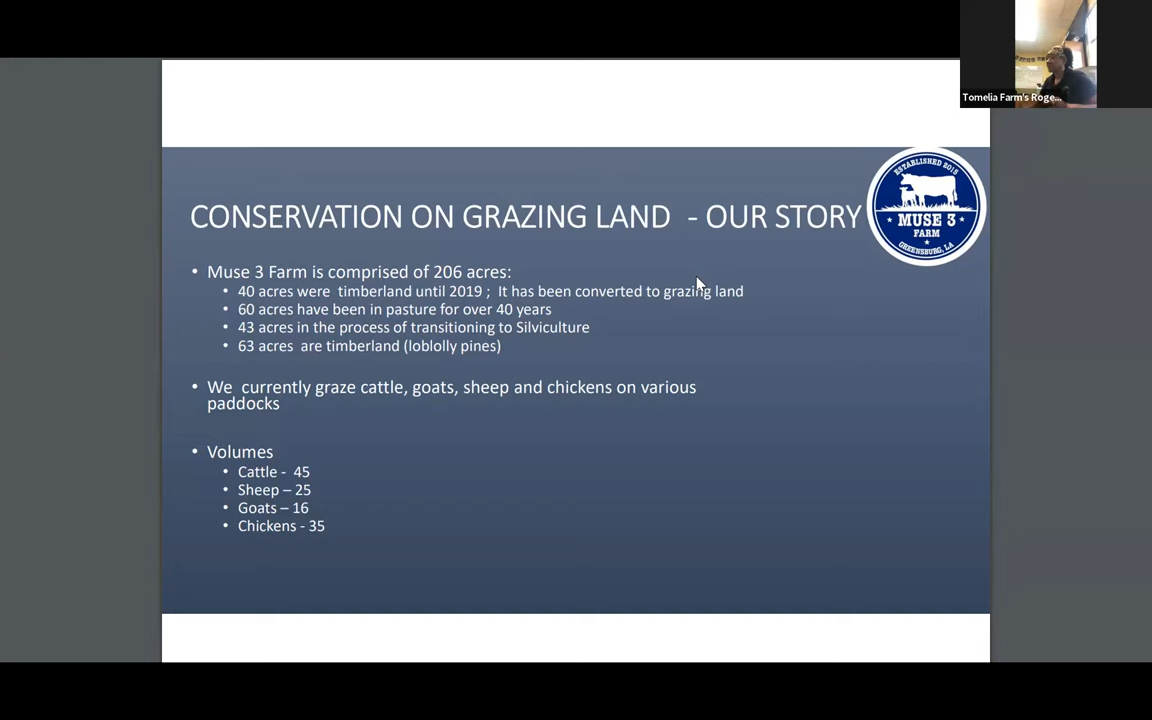 Tomelia Farm's Roge...
ESTABLISHED 2015
MUSE 3
FARM
GREENSBURG, LA
CONSERVATION ON GRAZING LAND - OUR STORY
• Muse 3 Farm is comprised of 206 acres:
• 40 acres were timberland until 2019 ; It has been converted to grazing land
• 60 acres have been in pasture for over 40 years
• 43 acres in the process of transitioning to Silviculture
• 63 acres are timberland (loblolly pines)
• We currently graze cattle, goats, sheep and chickens on various
paddocks
• Volumes
• Cattle - 45
• Sheep – 25
• Goats – 16
• Chickens - 35